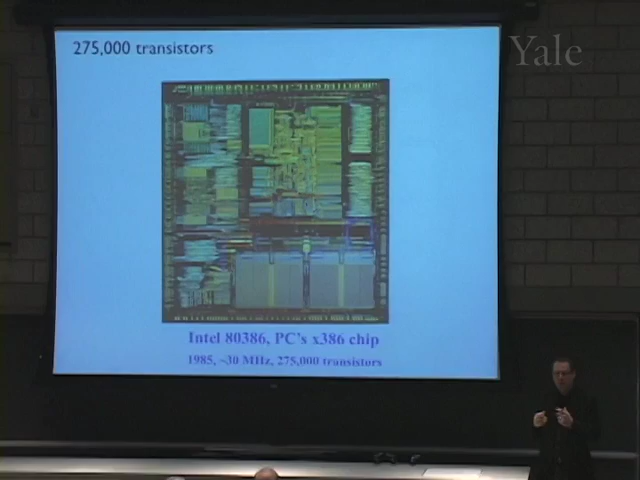 275,000 transistors
Yale
Intel 80386, PC's x386 chip
1985, ~30 MHz, 275,000 transistors